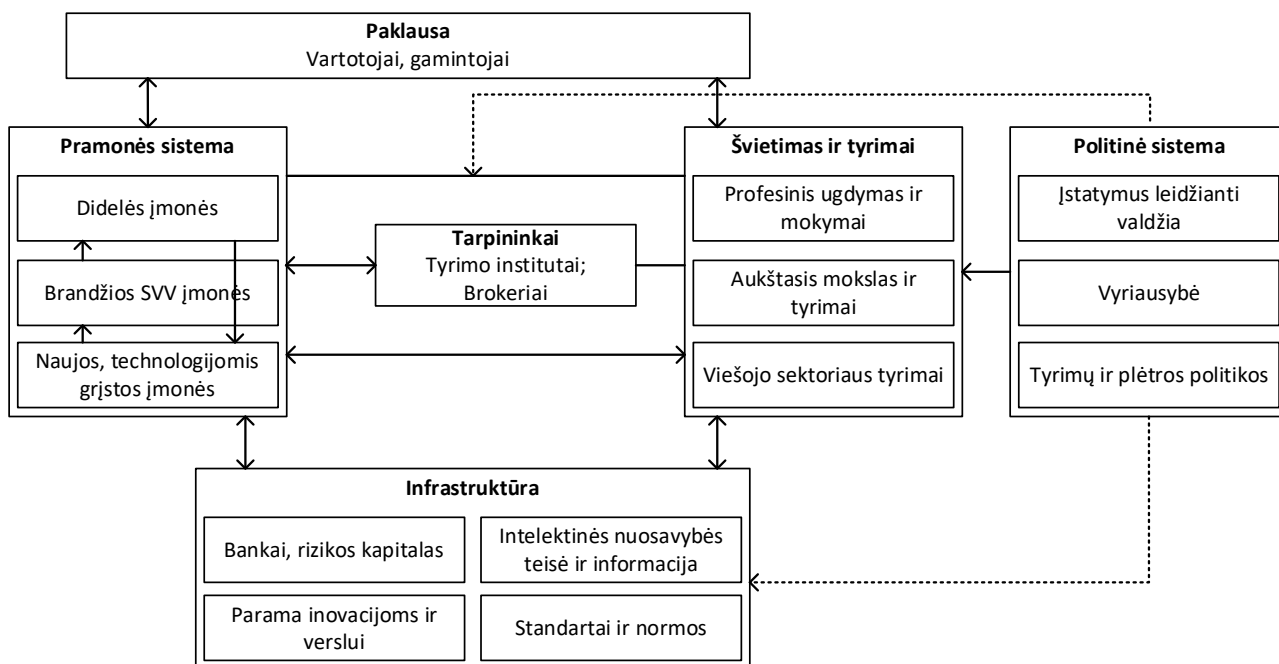 Paklausa
Vartotojai, gamintojai
Pramonės sistema
Didelės įmonės
Brandžios SVV įmonės
Naujos, technologijomis
grįstos įmonės
Tarpininkai
Tyrimo institutai;
Brokeriai
Švietimas ir tyrimai
Profesinis ugdymas ir
mokymai
Aukštasis mokslas ir
tyrimai
Viešojo sektoriaus tyrimai
Politinė sistema
Įstatymus leidžianti
valdžia
Vyriausybė
Tyrimų ir plėtros politikos
Infrastruktūra
Bankai, rizikos kapitalas
Intelektinės nuosavybės
teisė ir informacija
Parama inovacijoms ir
verslui
Standartai ir normos